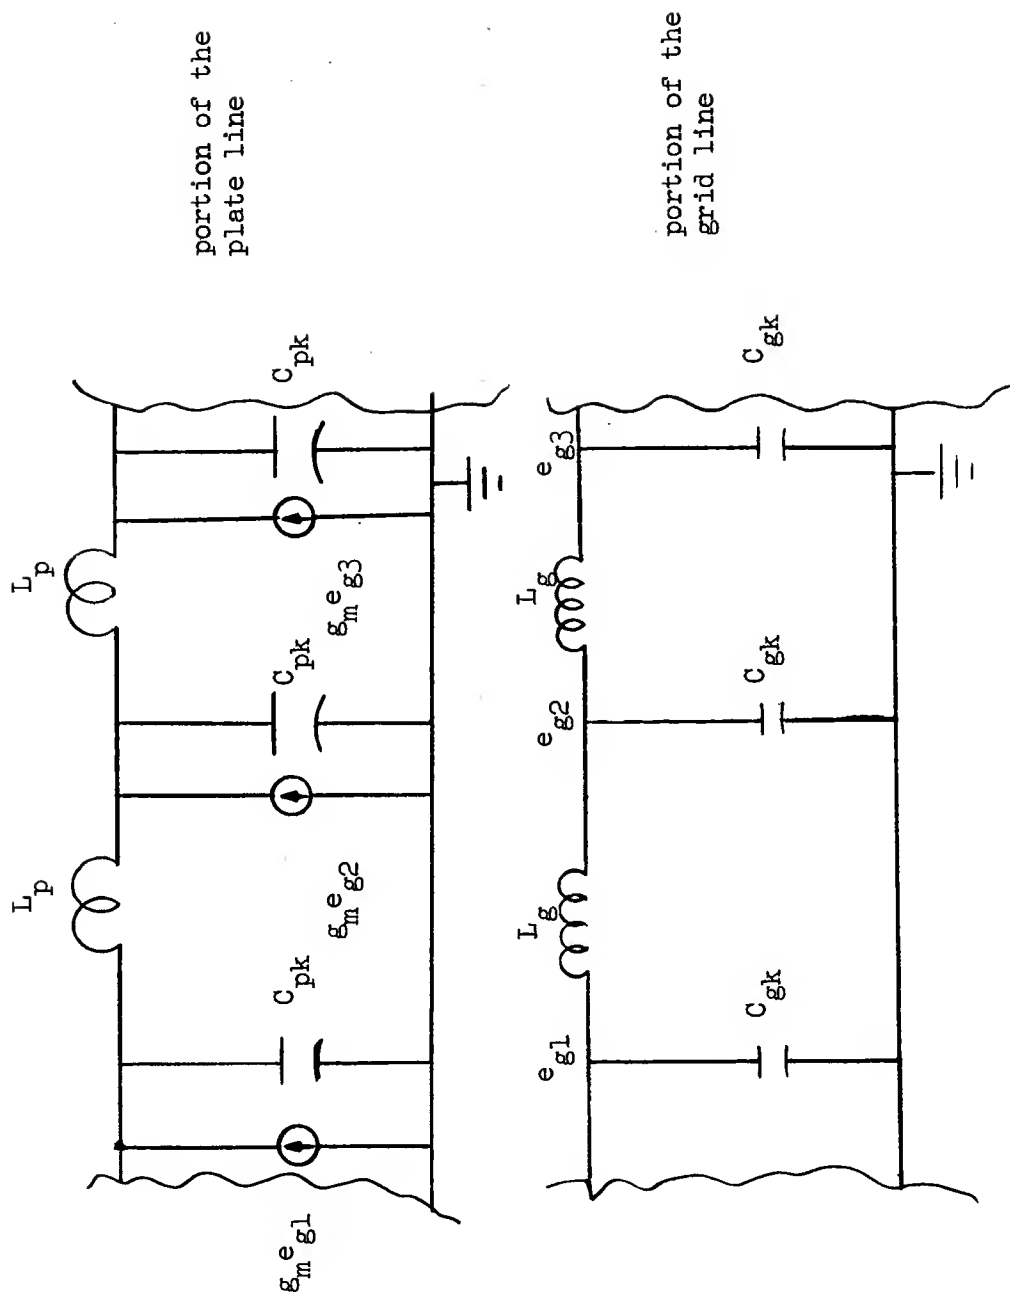 L_p
L_p
C_pk
C_pk
C_pk
g_m e_g1
g_m e_g2
g_m e_g3
portion of the
plate line
L_g
L_g
e_g1
e_g2
e_g3
C_gk
C_gk
C_gk
portion of the
grid line